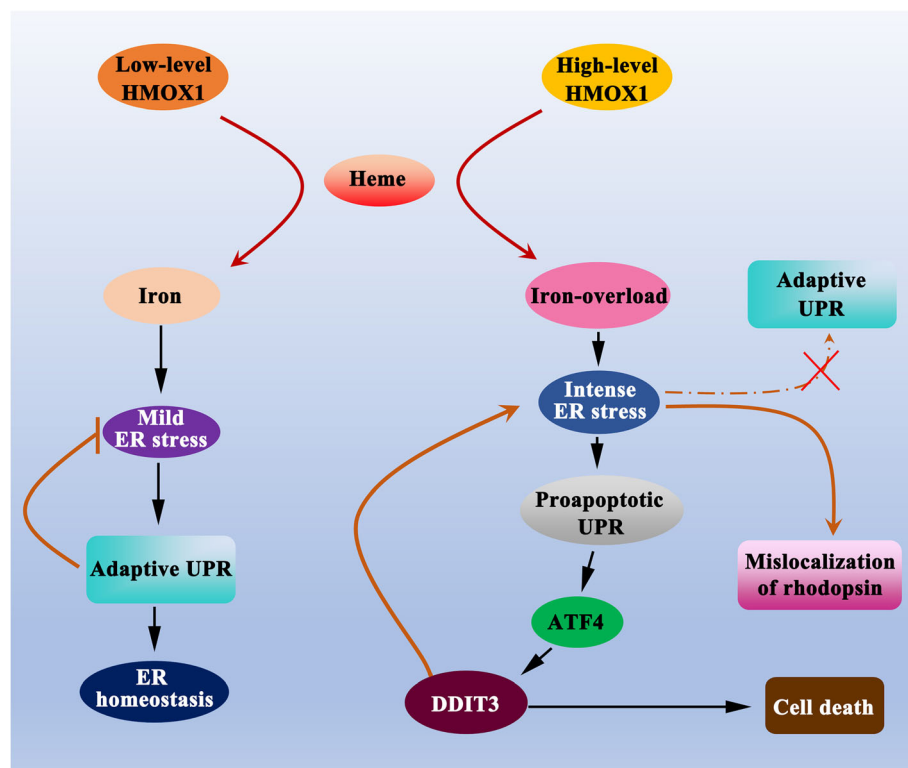 Low-level
HMOX1
High-level
HMOX1
Heme
Iron
Iron-overload
Adaptive
UPR
Mild
ER stress
Intense
ER stress
Proapoptotic
UPR
Adaptive UPR
Mislocalization
of rhodopsin
ATF4
ER
homeostasis
DDIT3
Cell death